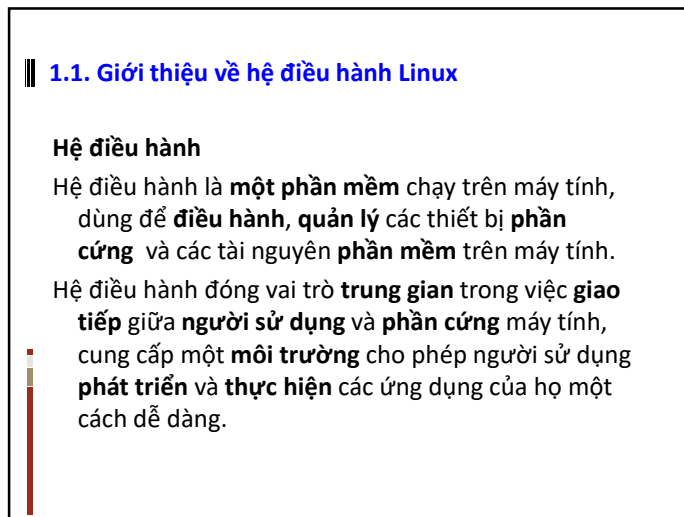 1.1. Giới thiệu về hệ điều hành Linux
Hệ điều hành
Hệ điều hành là một phần mềm chạy trên máy tính,
dùng để điều hành, quản lý các thiết bị phần
cứng và các tài nguyên phần mềm trên máy tính.
Hệ điều hành đóng vai trò trung gian trong việc giao
tiếp giữa người sử dụng và phần cứng máy tính,
cung cấp một môi trường cho phép người sử dụng
phát triển và thực hiện các ứng dụng của họ một
cách dễ dàng.